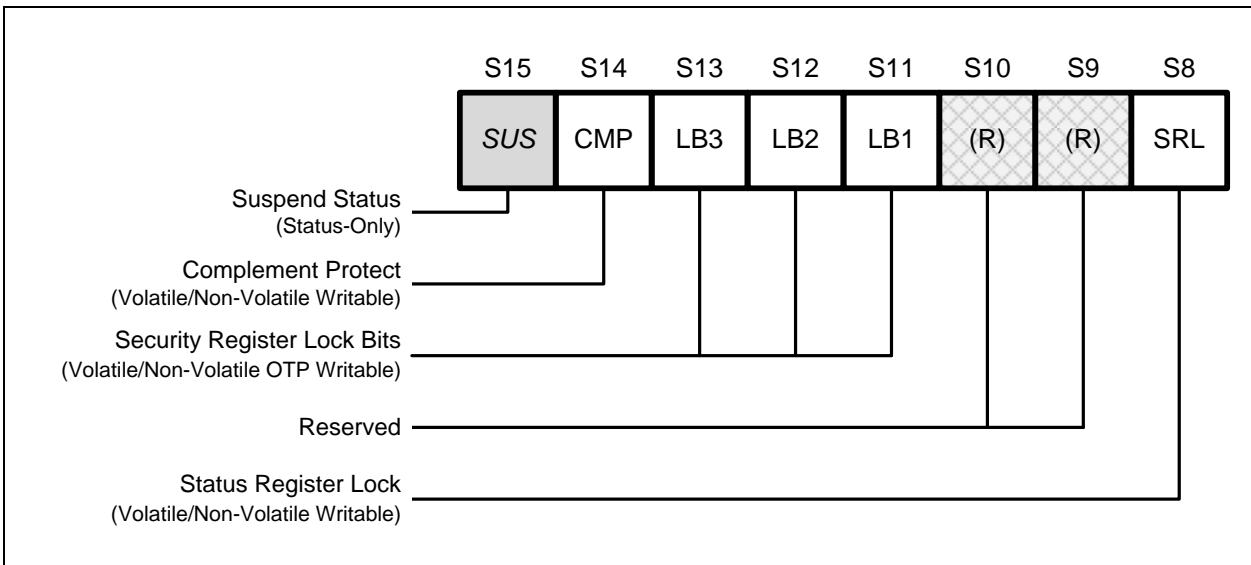 S15 S14 S13 S12 S11 S10 S9 S8
SUS CMP LB3 LB2 LB1 (R) (R) SRL
Suspend Status
(Status-Only)
Complement Protect
(Volatile/Non-Volatile Writable)
Security Register Lock Bits
(Volatile/Non-Volatile OTP Writable)
Reserved
Status Register Lock
(Volatile/Non-Volatile Writable)